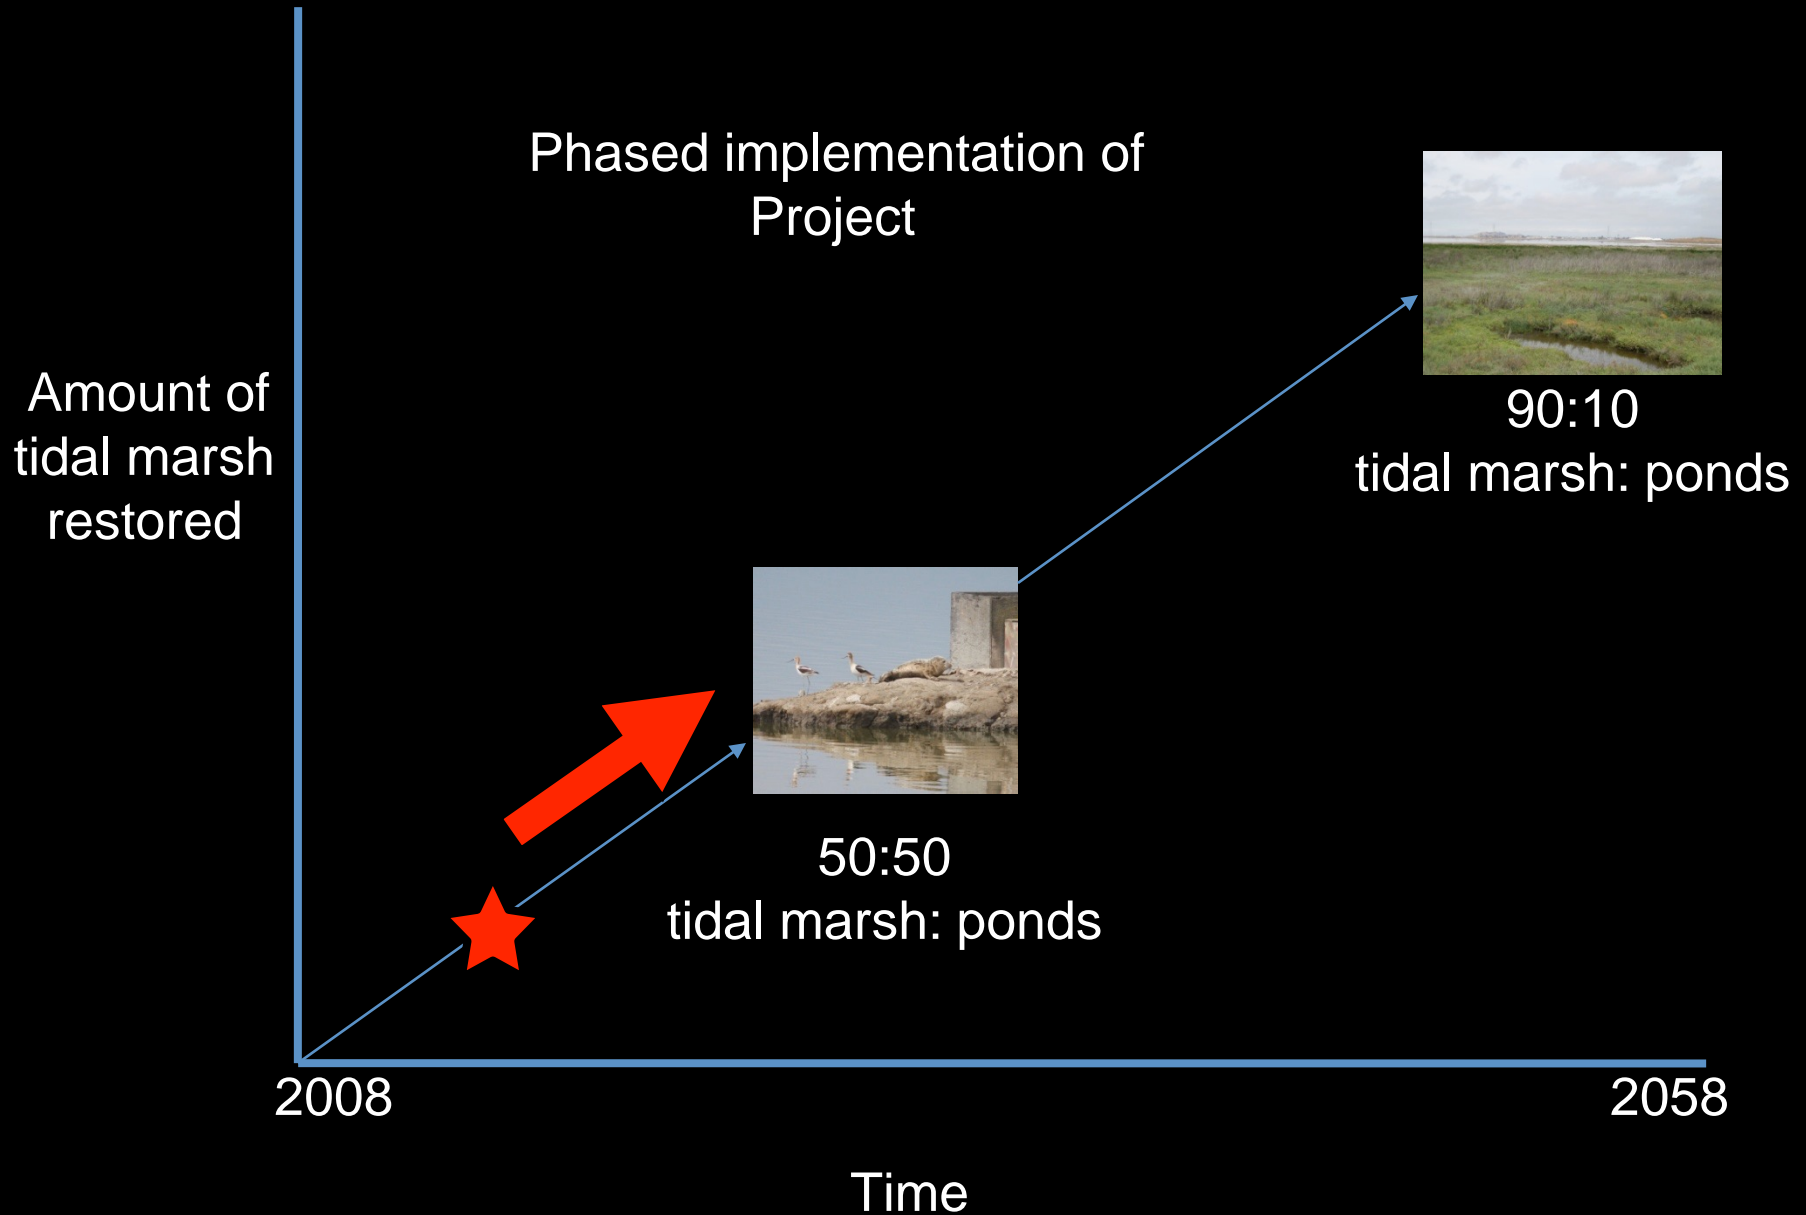 Phased implementation of
Project
Amount of
tidal marsh
restored
90:10
tidal marsh: ponds
50:50
tidal marsh: ponds
2008
2058
Time